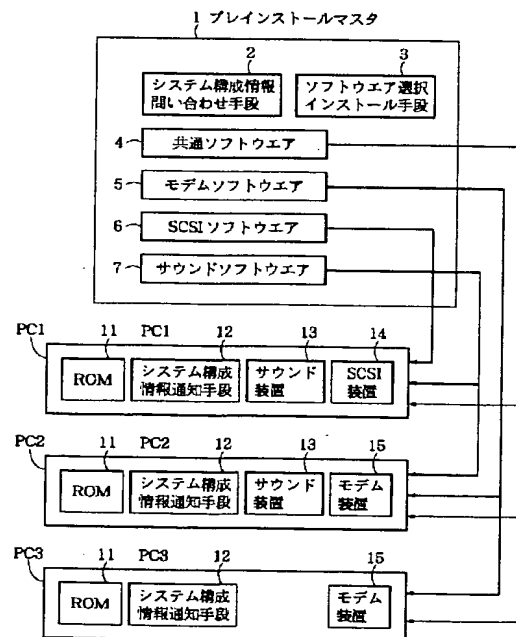 1 プレインストールマスタ
2
3
システム構成情報
問い合わせ手段
ソフトウエア選択
インストール手段
4
共通ソフトウエア
5
モデムソフトウエア
6
SCSI ソフトウエア
7
サウンドソフトウエア
PC1
11
PC1
12
13
14
ROM
システム構成
情報通知手段
サウンド
装置
SCSI
装置
PC2
11
PC2
12
13
15
ROM
システム構成
情報通知手段
サウンド
装置
モデム
装置
PC3
11
PC3
12
15
ROM
システム構成
情報通知手段
モデム
装置